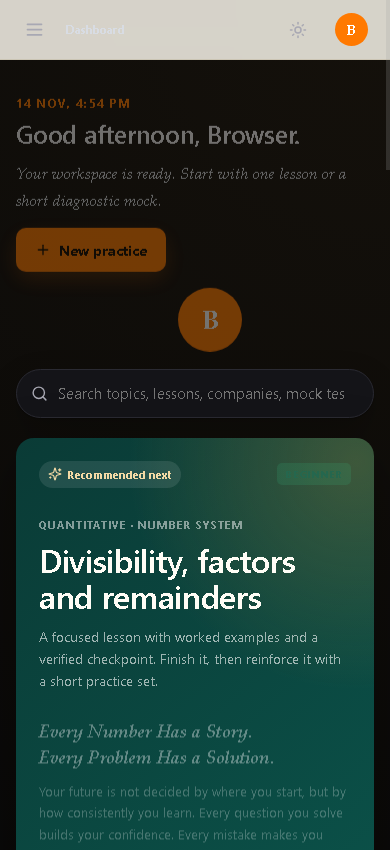 Dashboard
B
14 NOV, 4:54 PM
Good afternoon, Browser.
Your workspace is ready. Start with one lesson or a
short diagnostic mock.
New practice
B
Search topics, lessons, companies, mock tes
Recommended next
QUANTITATIVE · NUMBER SYSTEM
Divisibility, factors
and remainders
A focused lesson with worked examples and a
verified checkpoint. Finish it, then reinforce it with
a short practice set.
Every Number Has a Story.
Every Problem Has a Solution.
Your future is not decided by where you start, but by
how consistently you learn. Every question you solve
builds your confidence. Every mistake makes you